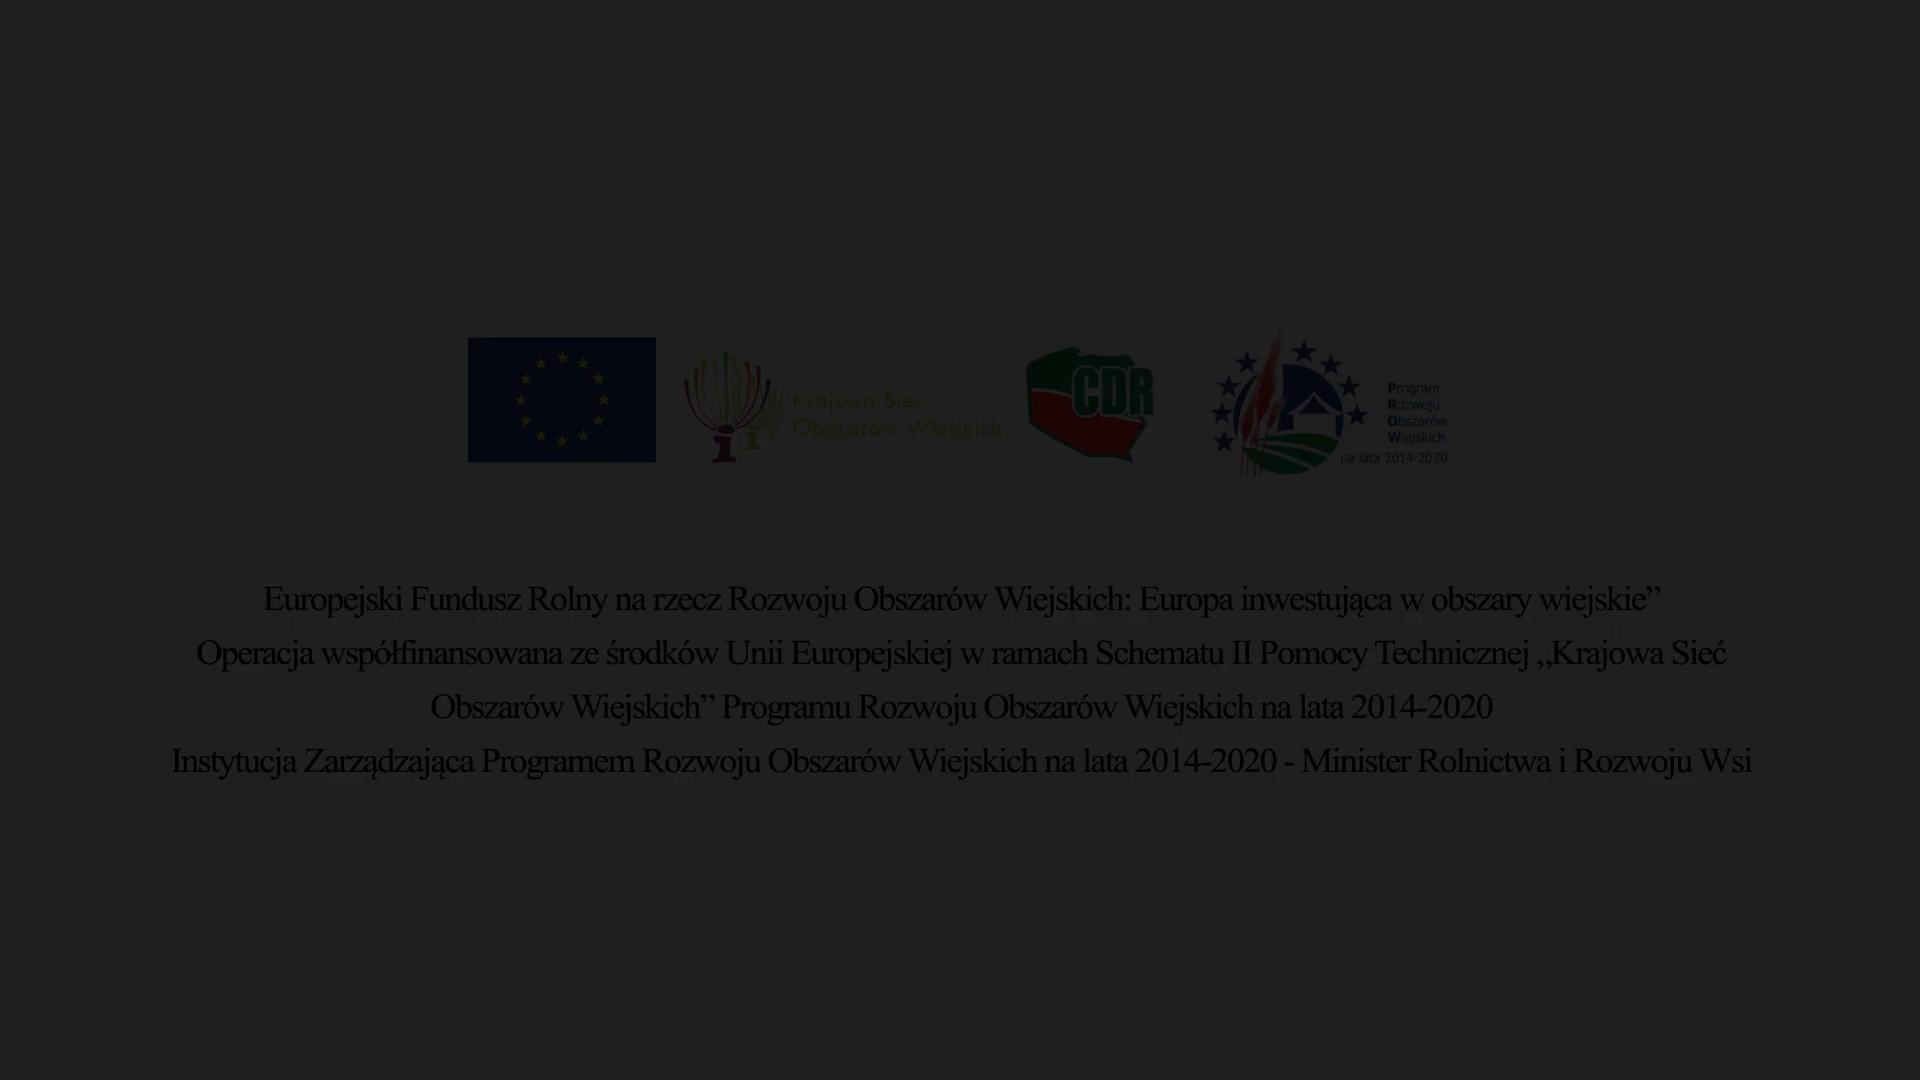 Krajowa Sieć
Obszarów Wiejskich
CDR
Program
Rozwoju
Obszarów
Wiejskich
na lata 2014-2020
Europejski Fundusz Rolny na rzecz Rozwoju Obszarów Wiejskich: Europa inwestująca w obszary wiejskie”
Operacja współfinansowana ze środków Unii Europejskiej w ramach Schematu II Pomocy Technicznej „Krajowa Sieć
Obszarów Wiejskich” Programu Rozwoju Obszarów Wiejskich na lata 2014-2020
Instytucja Zarządzająca Programem Rozwoju Obszarów Wiejskich na lata 2014-2020 - Minister Rolnictwa i Rozwoju Wsi